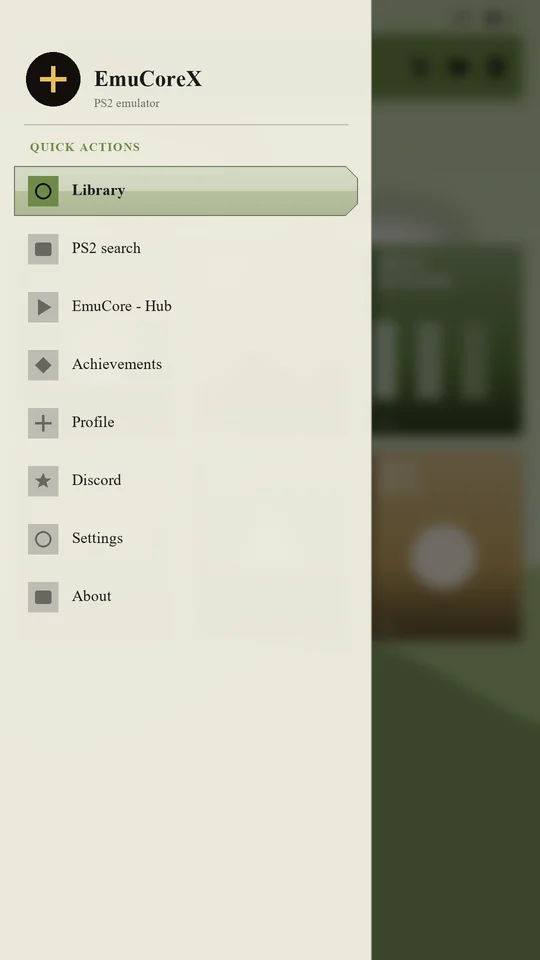 EmuCoreX
PS2 emulator
QUICK ACTIONS
Library
PS2 search
EmuCore - Hub
Achievements
Profile
Discord
Settings
About